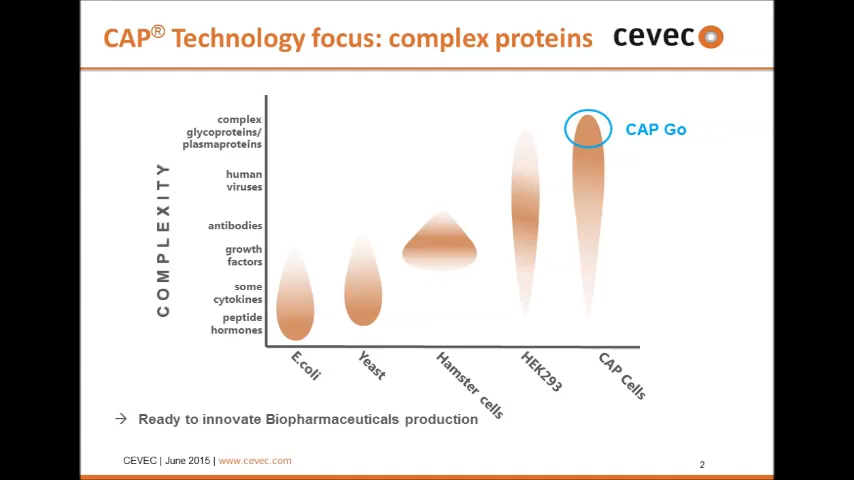 CAP® Technology focus: complex proteins
cevec
complex
glycoproteins/
plasmaproteins
human
viruses
antibodies
growth
factors
some
cytokines
peptide
hormones
COMPLEXITY
CAP Go
E.coli
Yeast
Hamster cells
HEK293
CAP Cells
→ Ready to innovate Biopharmaceuticals production
CEVEC | June 2015 | www.cevec.com
2